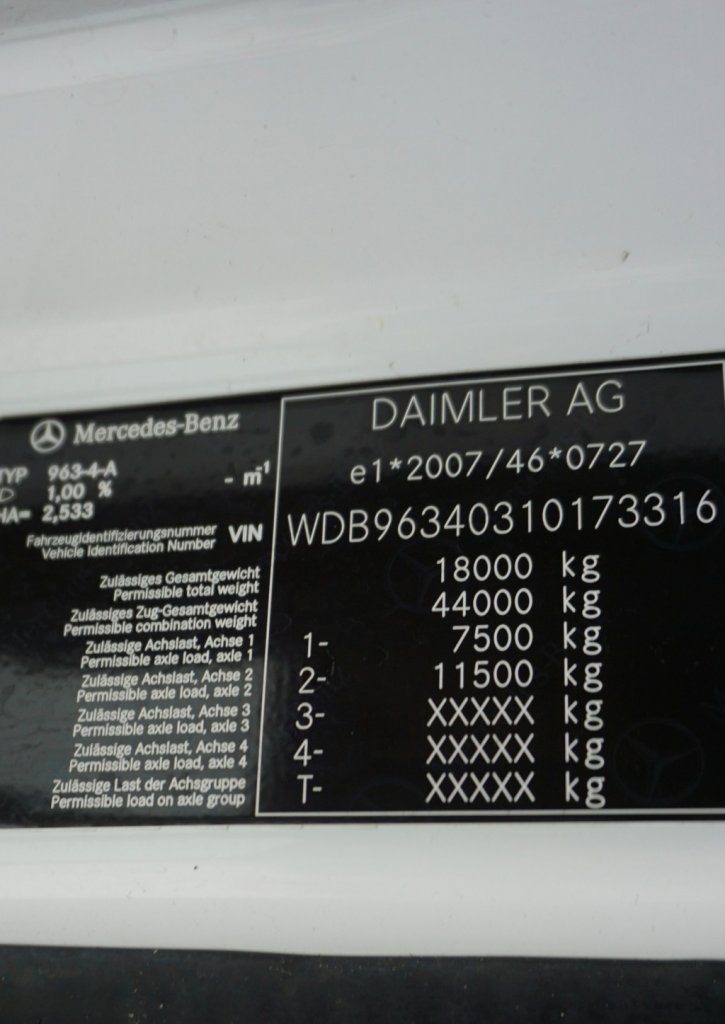 Mercedes-Benz
TYP 963-4-A
D 1,00 % - m⁻¹
HA= 2,533
Fahrzeugidentifizierungsnummer
Vehicle Identification Number
VIN
Zulässiges Gesamtgewicht
Permissible total weight
Zulässiges Zug-Gesamtgewicht
Permissible combination weight
Zulässige Achslast, Achse 1
Permissible axle load, axle 1
Zulässige Achslast, Achse 2
Permissible axle load, axle 2
Zulässige Achslast, Achse 3
Permissible axle load, axle 3
Zulässige Achslast, Achse 4
Permissible axle load, axle 4
Zulässige Last der Achsgruppe
Permissible load on axle group
DAIMLER AG
e1*2007/46*0727
WDB96340310173316
18000 kg
44000 kg
1- 7500 kg
2- 11500 kg
3- XXXXX kg
4- XXXXX kg
T- XXXXX kg